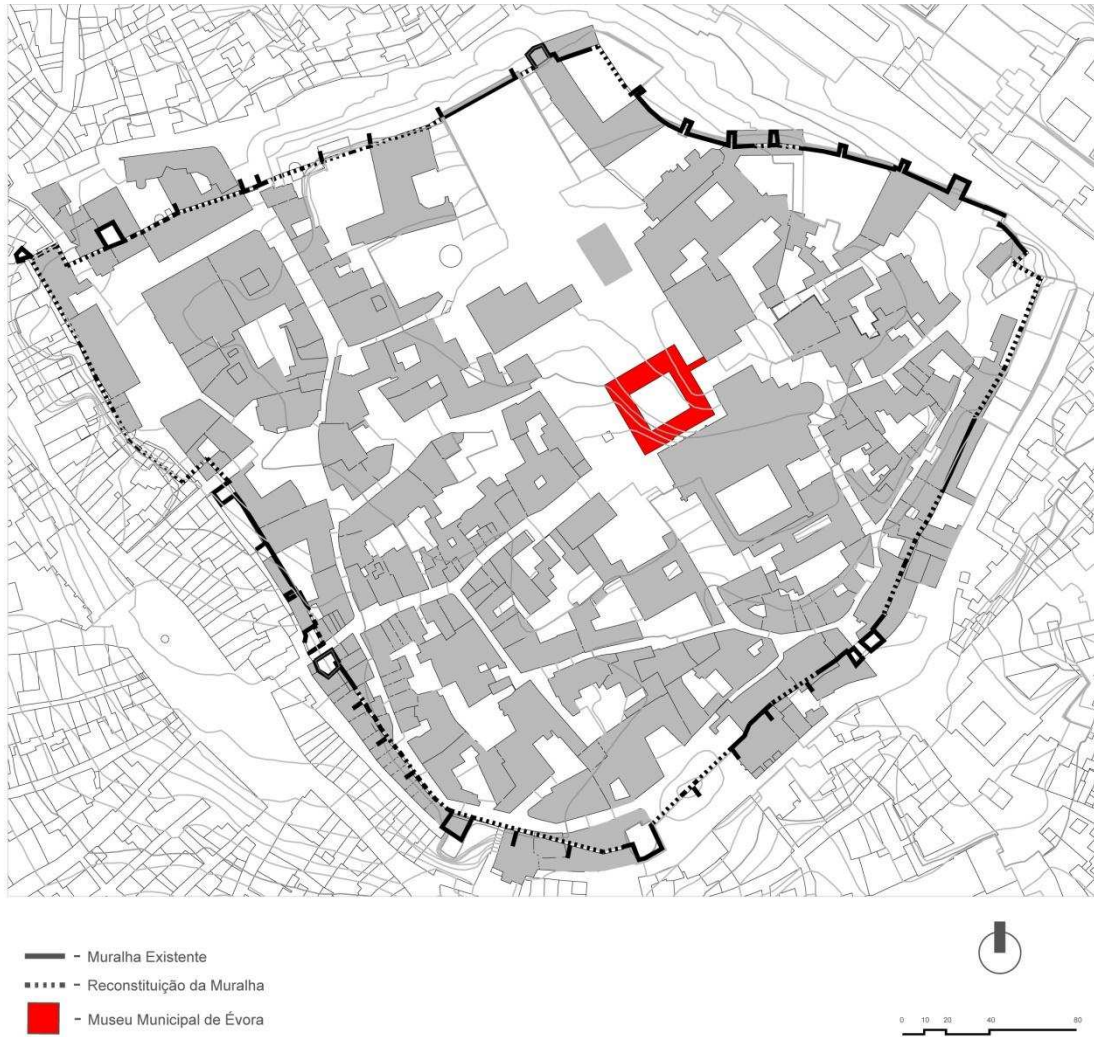 - Muralha Existente
- Reconstituição da Muralha
- Museu Municipal de Évora
0 10 20 40 80